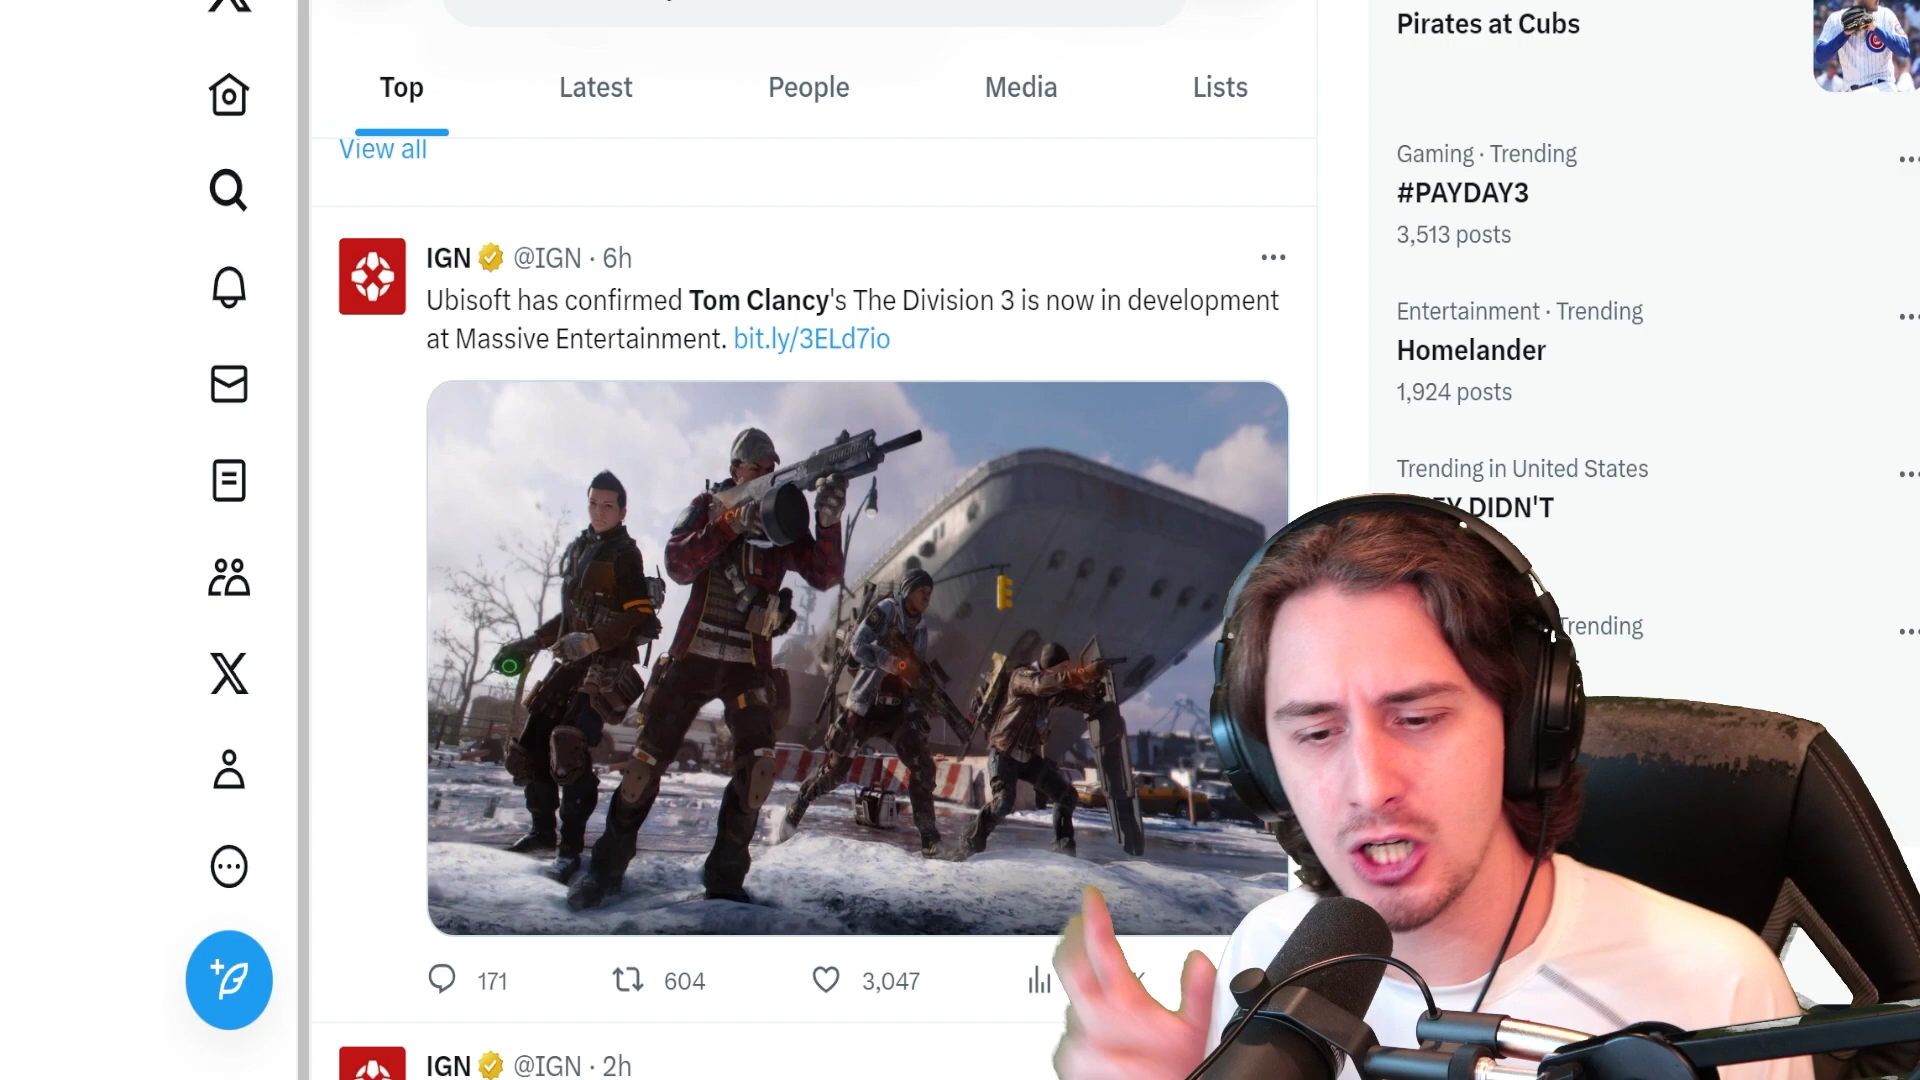 Pirates at Cubs
Top
Latest
People
Media
Lists
View all
IGN @IGN · 6h
Ubisoft has confirmed Tom Clancy's The Division 3 is now in development
at Massive Entertainment. bit.ly/3ELd7io
171
604
3,047
IGN @IGN · 2h
Gaming · Trending
#PAYDAY3
3,513 posts
Entertainment · Trending
Homelander
1,924 posts
Trending in United States
DIDN'T
Trending